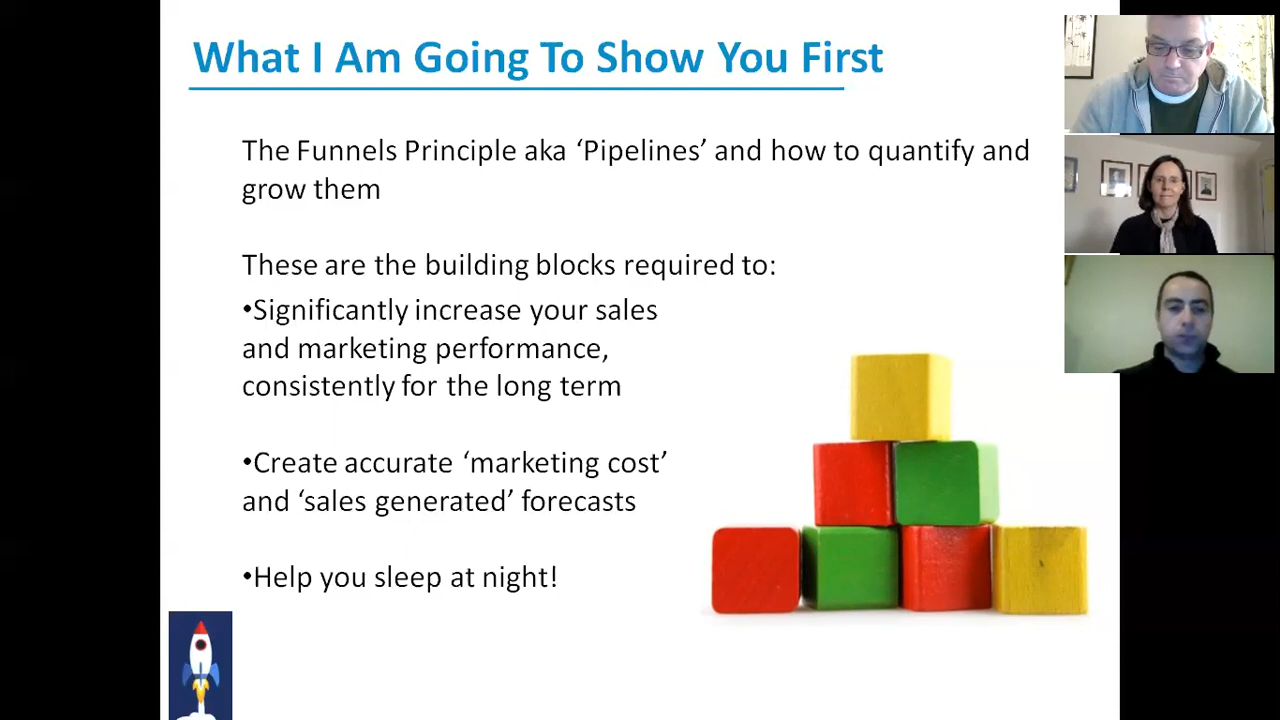 What I Am Going To Show You First
The Funnels Principle aka ‘Pipelines’ and how to quantify and
grow them
These are the building blocks required to:
•Significantly increase your sales
and marketing performance,
consistently for the long term
•Create accurate ‘marketing cost’
and ‘sales generated’ forecasts
•Help you sleep at night!